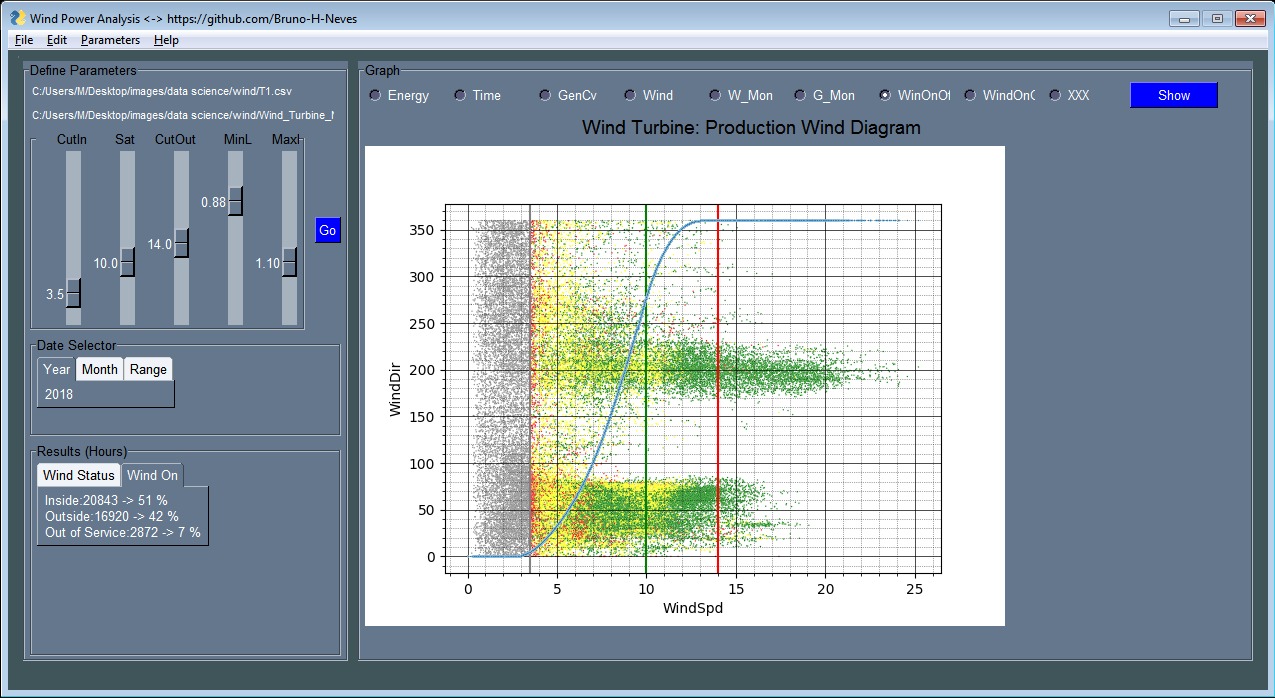 Wind Power Analysis <-> https://github.com/Bruno-H-Neves
File Edit Parameters Help
Define Parameters
C:/Users/M/Desktop/images/data science/wind/T1.csv
C:/Users/M/Desktop/images/data science/wind/Wind_Turbine_
CutIn Sat CutOut MinL Maxl
3.5 10.0 14.0 0.88 1.10
Go
Date Selector
Year Month Range
2018
Results (Hours)
Wind Status Wind On
Inside:20843 -> 51 %
Outside:16920 -> 42 %
Out of Service:2872 -> 7 %
Graph
Energy Time GenCv Wind W_Mon G_Mon WinOnOf WindOn XXX Show
Wind Turbine: Production Wind Diagram
WindDir
350
300
250
200
150
100
50
0
0 5 10 15 20 25
WindSpd